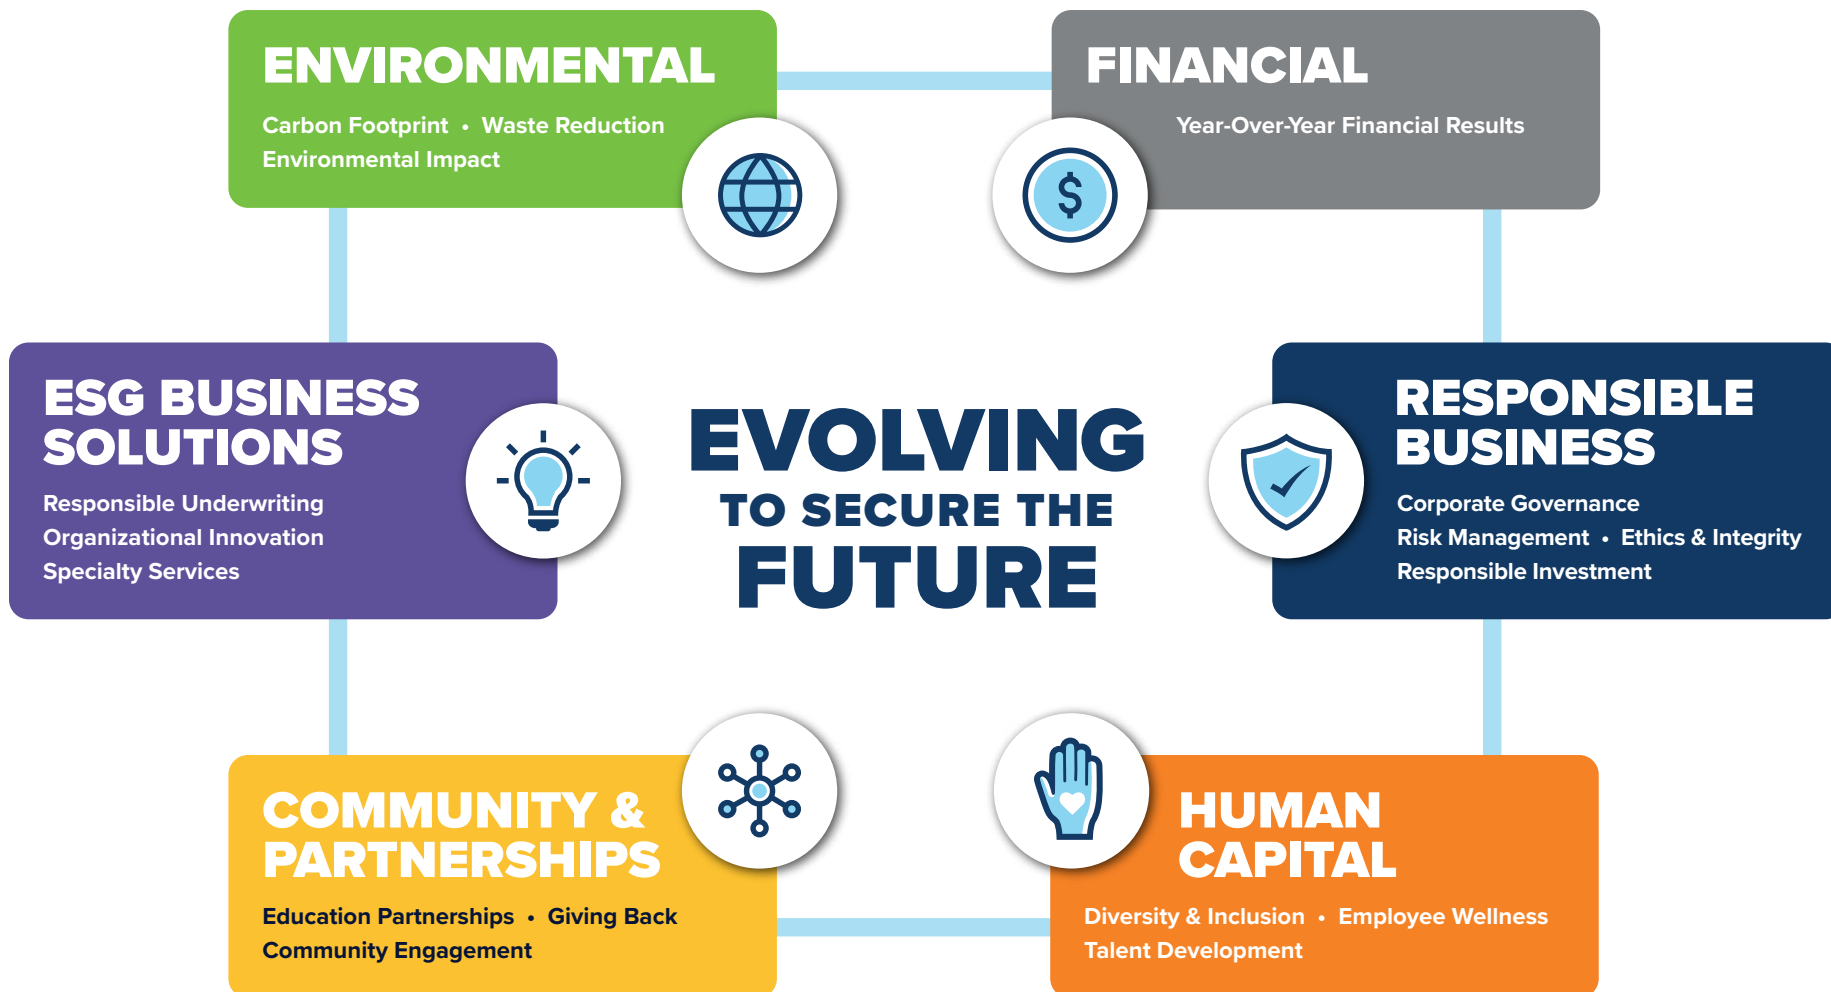 ENVIRONMENTAL
Carbon Footprint • Waste Reduction
Environmental Impact
FINANCIAL
Year-Over-Year Financial Results
$
ESG BUSINESS
SOLUTIONS
Responsible Underwriting
Organizational Innovation
Specialty Services
EVOLVING
TO SECURE THE
FUTURE
RESPONSIBLE
BUSINESS
Corporate Governance
Risk Management • Ethics & Integrity
Responsible Investment
COMMUNITY &
PARTNERSHIPS
Education Partnerships • Giving Back
Community Engagement
HUMAN
CAPITAL
Diversity & Inclusion • Employee Wellness
Talent Development